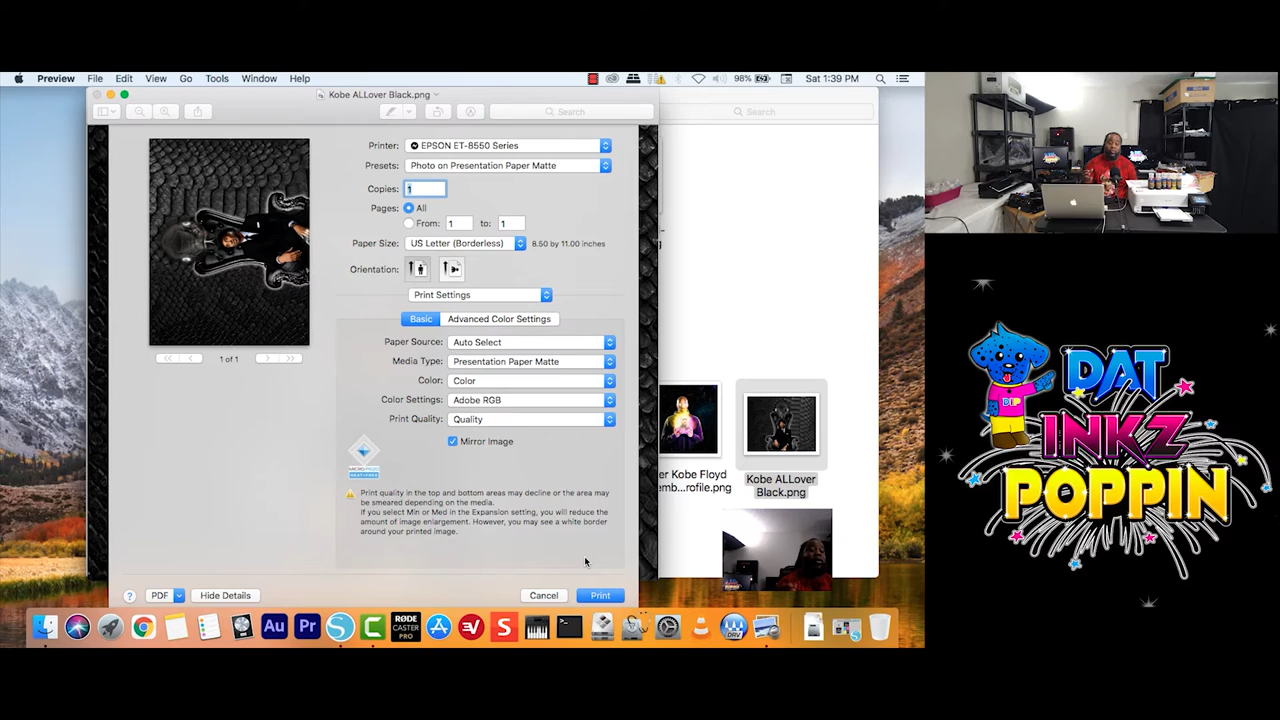 Preview File Edit View Go Tools Window Help 98% Sat 1:39 PM
Kobe ALLover Black.png
Search
Search
Printer: EPSON ET-8550 Series
Presets: Photo on Presentation Paper Matte
Copies: 1
Pages: All
From: 1 to: 1
Paper Size: US Letter (Borderless) 8.50 by 11.00 inches
Orientation:
Print Settings
Basic Advanced Color Settings
Paper Source: Auto Select
1 of 1
Media Type: Presentation Paper Matte
Color: Color
Color Settings: Adobe RGB
Print Quality: Quality
Mirror Image
Print quality in the top and bottom areas may decline or the area may
be smeared depending on the media.
If you select Min or Med in the Expansion setting, you will reduce the
amount of image enlargement. However, you may see a white border
around your printed image.
? PDF Hide Details Cancel Print
er Kobe Floyd
emb...rofile.png
Kobe ALLover
Black.png
Au Pr RØDE
CASTER
PRO
DRV
DIP
DAT
INKZ
POPPIN